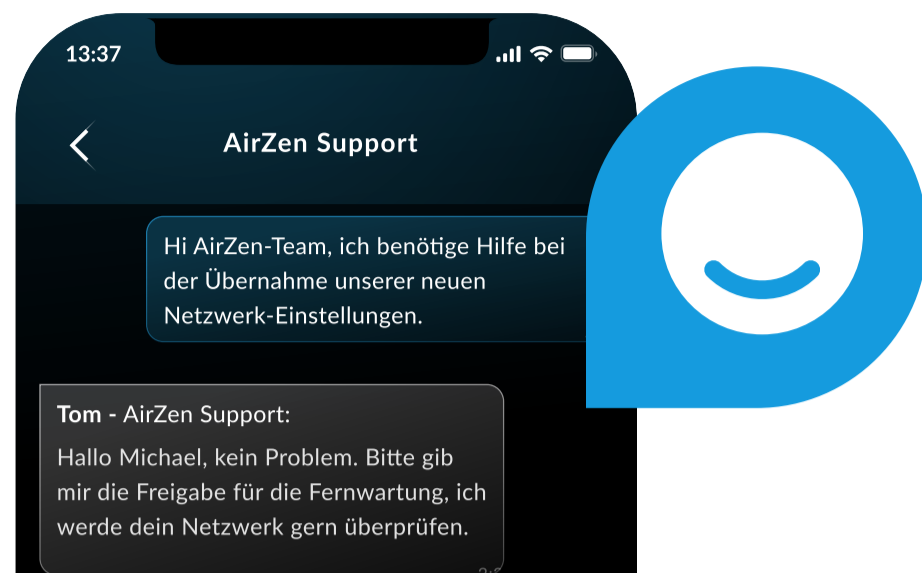 13:37
AirZen Support
Hi AirZen-Team, ich benötige Hilfe bei
der Übernahme unserer neuen
Netzwerk-Einstellungen.
Tom - AirZen Support:
Hallo Michael, kein Problem. Bitte gib
mir die Freigabe für die Fernwartung, ich
werde dein Netzwerk gern überprüfen.